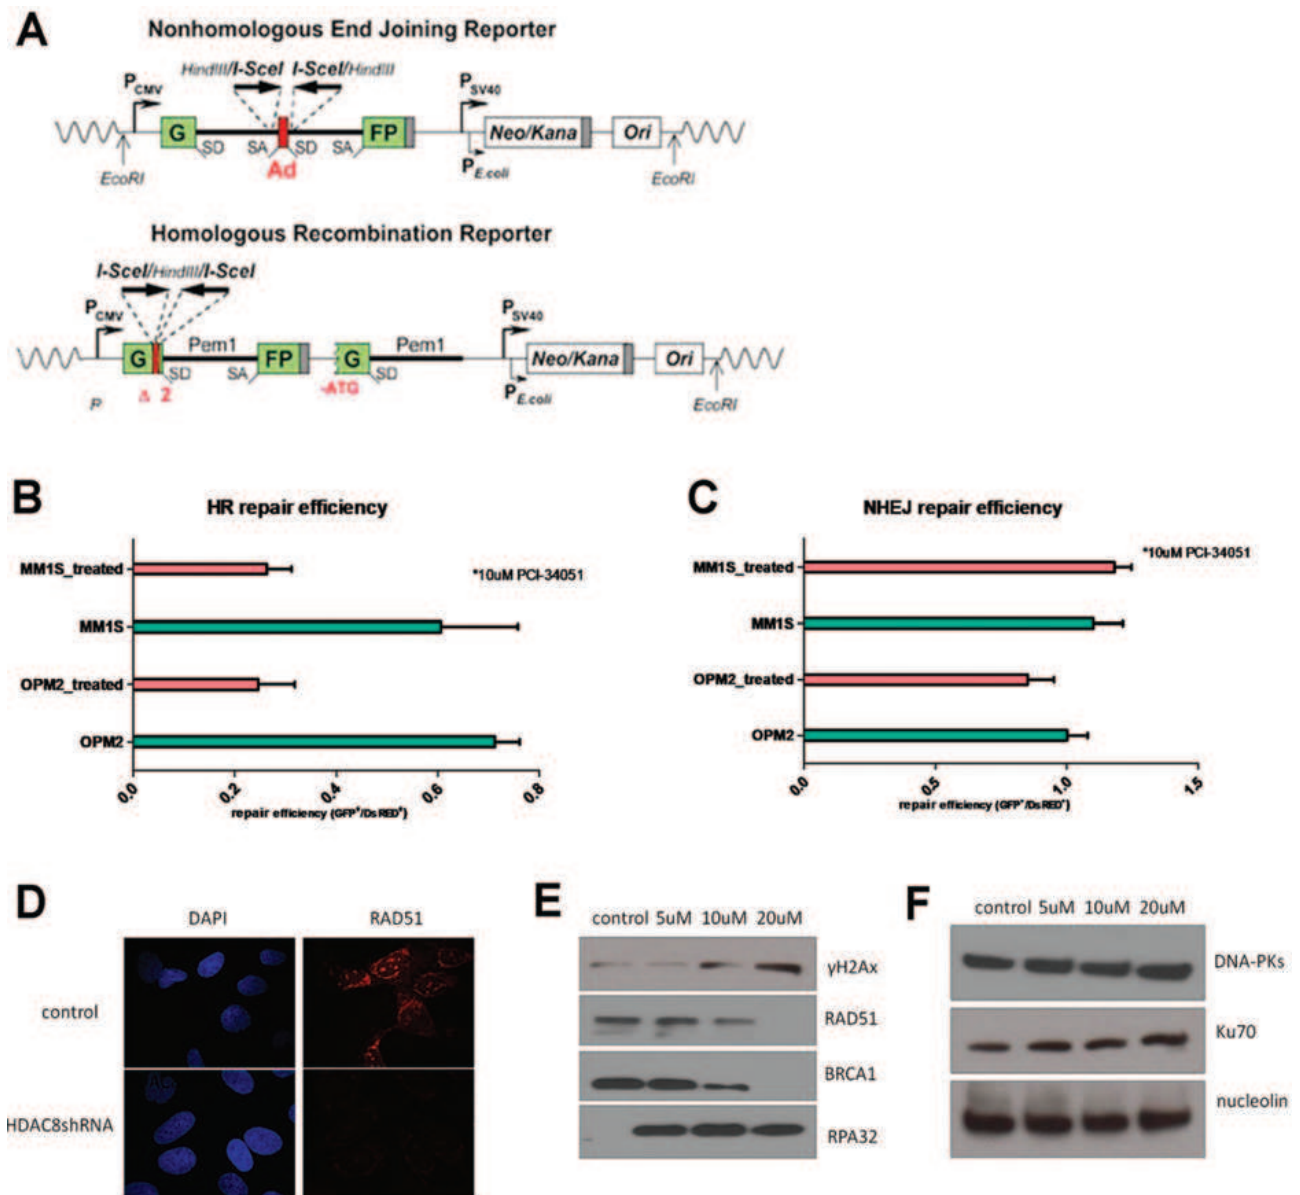 A
Nonhomologous End Joining Reporter
HindIII/I-SceI I-SceI/HindIII
PCMV
PSV40
G
FP
Neo/Kana
Ori
SD
SA
SD
SA
Ad
EcoRI
PE.coli
EcoRI
Homologous Recombination Reporter
I-SceI/HindIII/I-SceI
PCMV
PSV40
Pem1
Pem1
G
FP
G
Neo/Kana
Ori
SD
SA
SD
Δ 2
-ATG
P
PE.coli
EcoRI
B
HR repair efficiency
MM1S_treated
*10uM PCI-34051
MM1S
OPM2_treated
OPM2
0.0 0.2 0.4 0.6 0.8
repair efficiency (GFP+/DsRED+)
C
NHEJ repair efficiency
*10uM PCI-34051
MM1S_treated
MM1S
OPM2_treated
OPM2
0.0 0.5 1.0 1.5
repair efficiency (GFP+/DsRED+)
D
DAPI RAD51
control
HDAC8shRNA
E
control 5uM 10uM 20uM
γH2Ax
RAD51
BRCA1
RPA32
F
control 5uM 10uM 20uM
DNA-PKs
Ku70
nucleolin